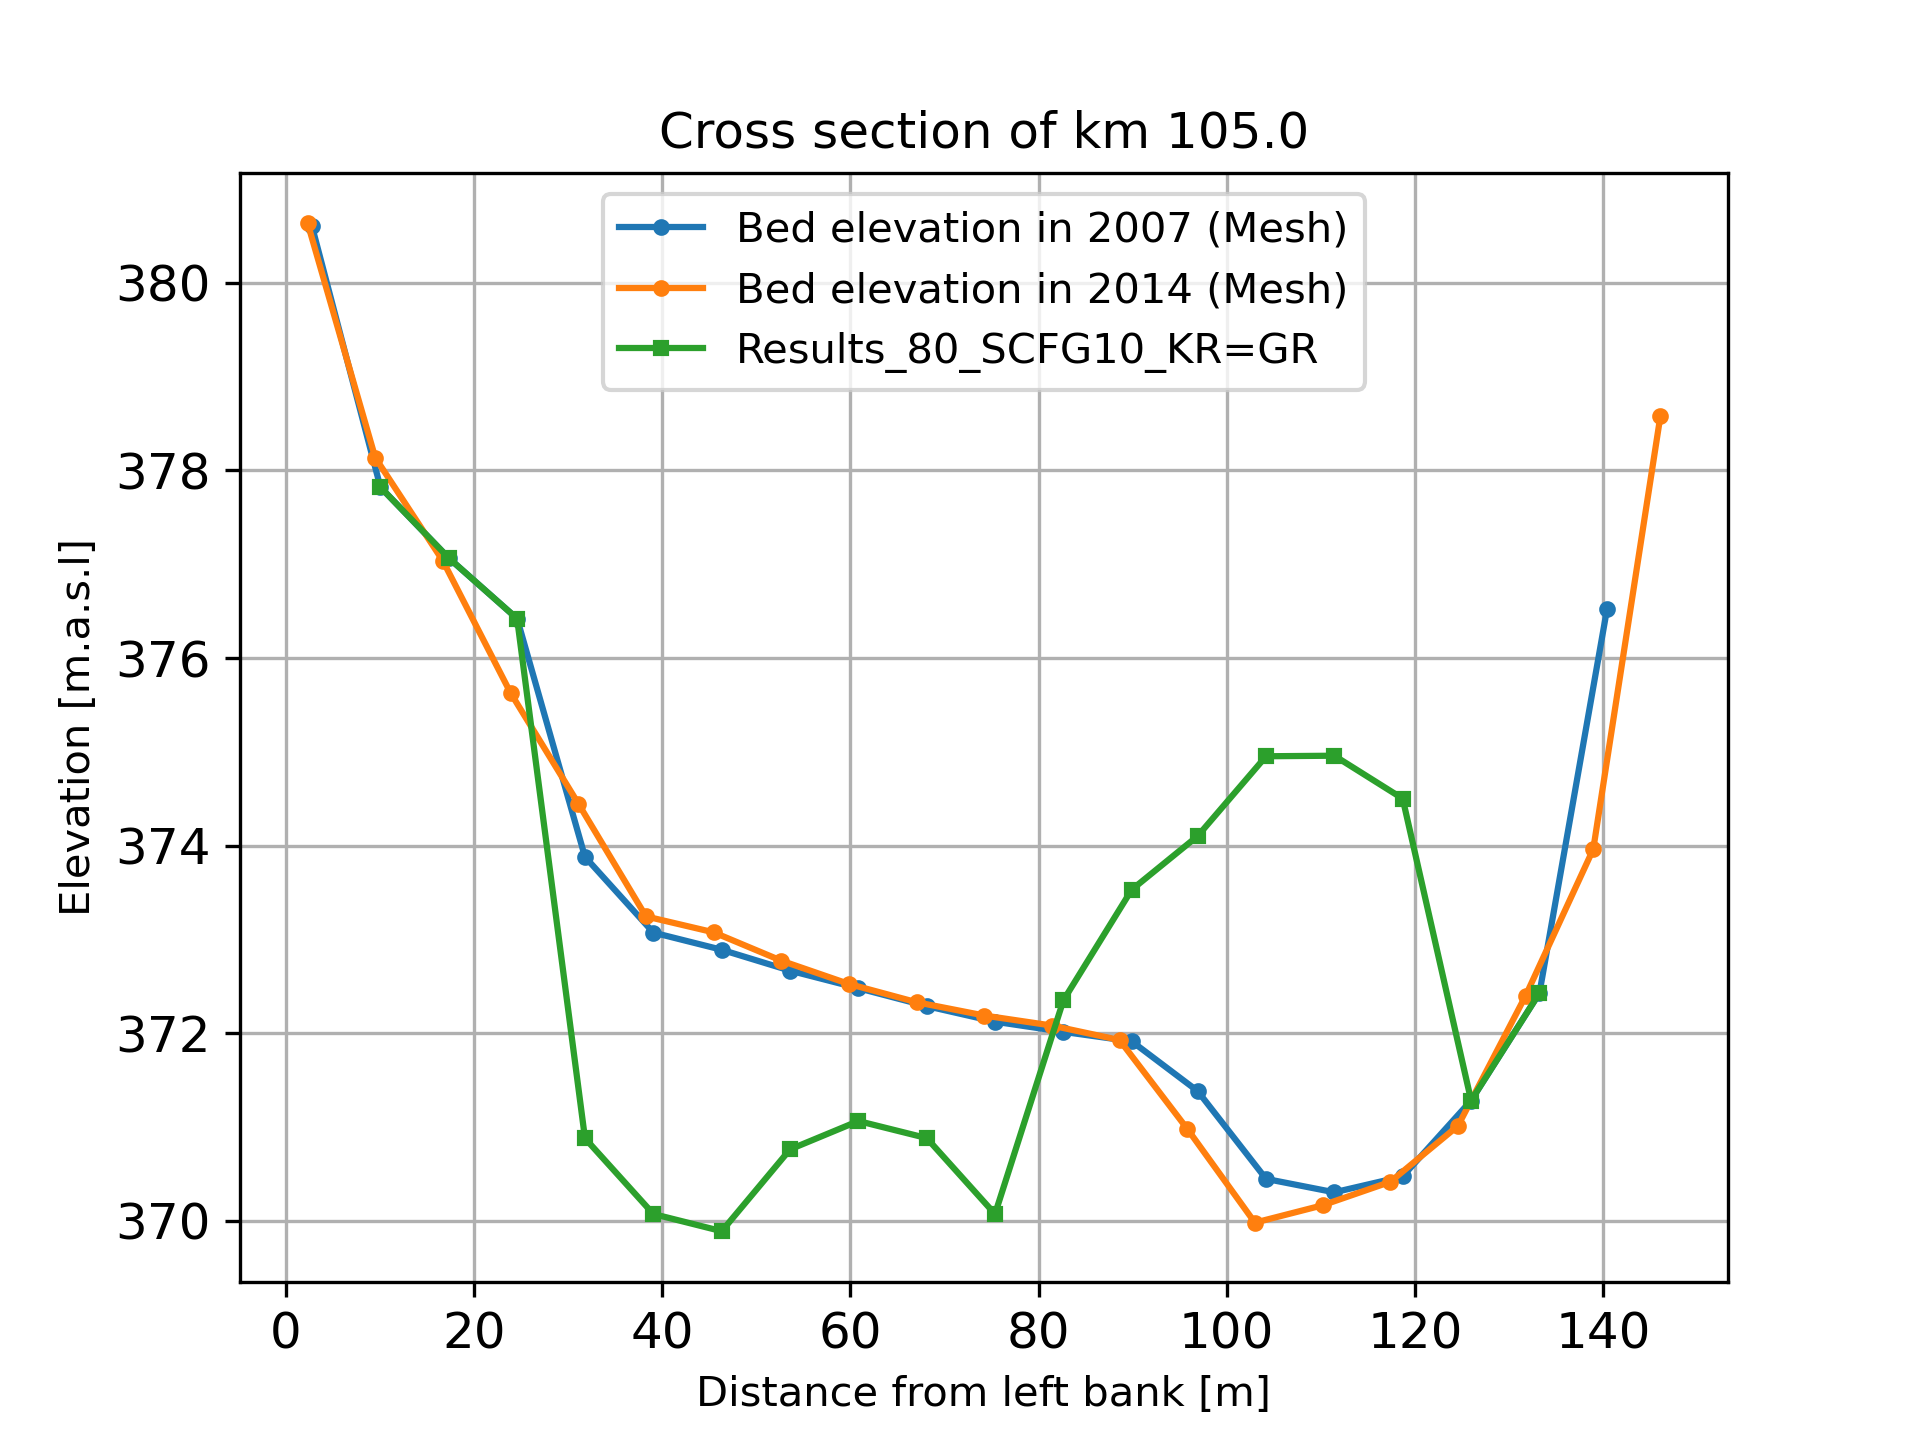 Cross section of km 105.0
Bed elevation in 2007 (Mesh)
Bed elevation in 2014 (Mesh)
Results_80_SCFG10_KR=GR
380
378
376
374
372
370
Elevation [m.a.s.l]
0 20 40 60 80 100 120 140
Distance from left bank [m]